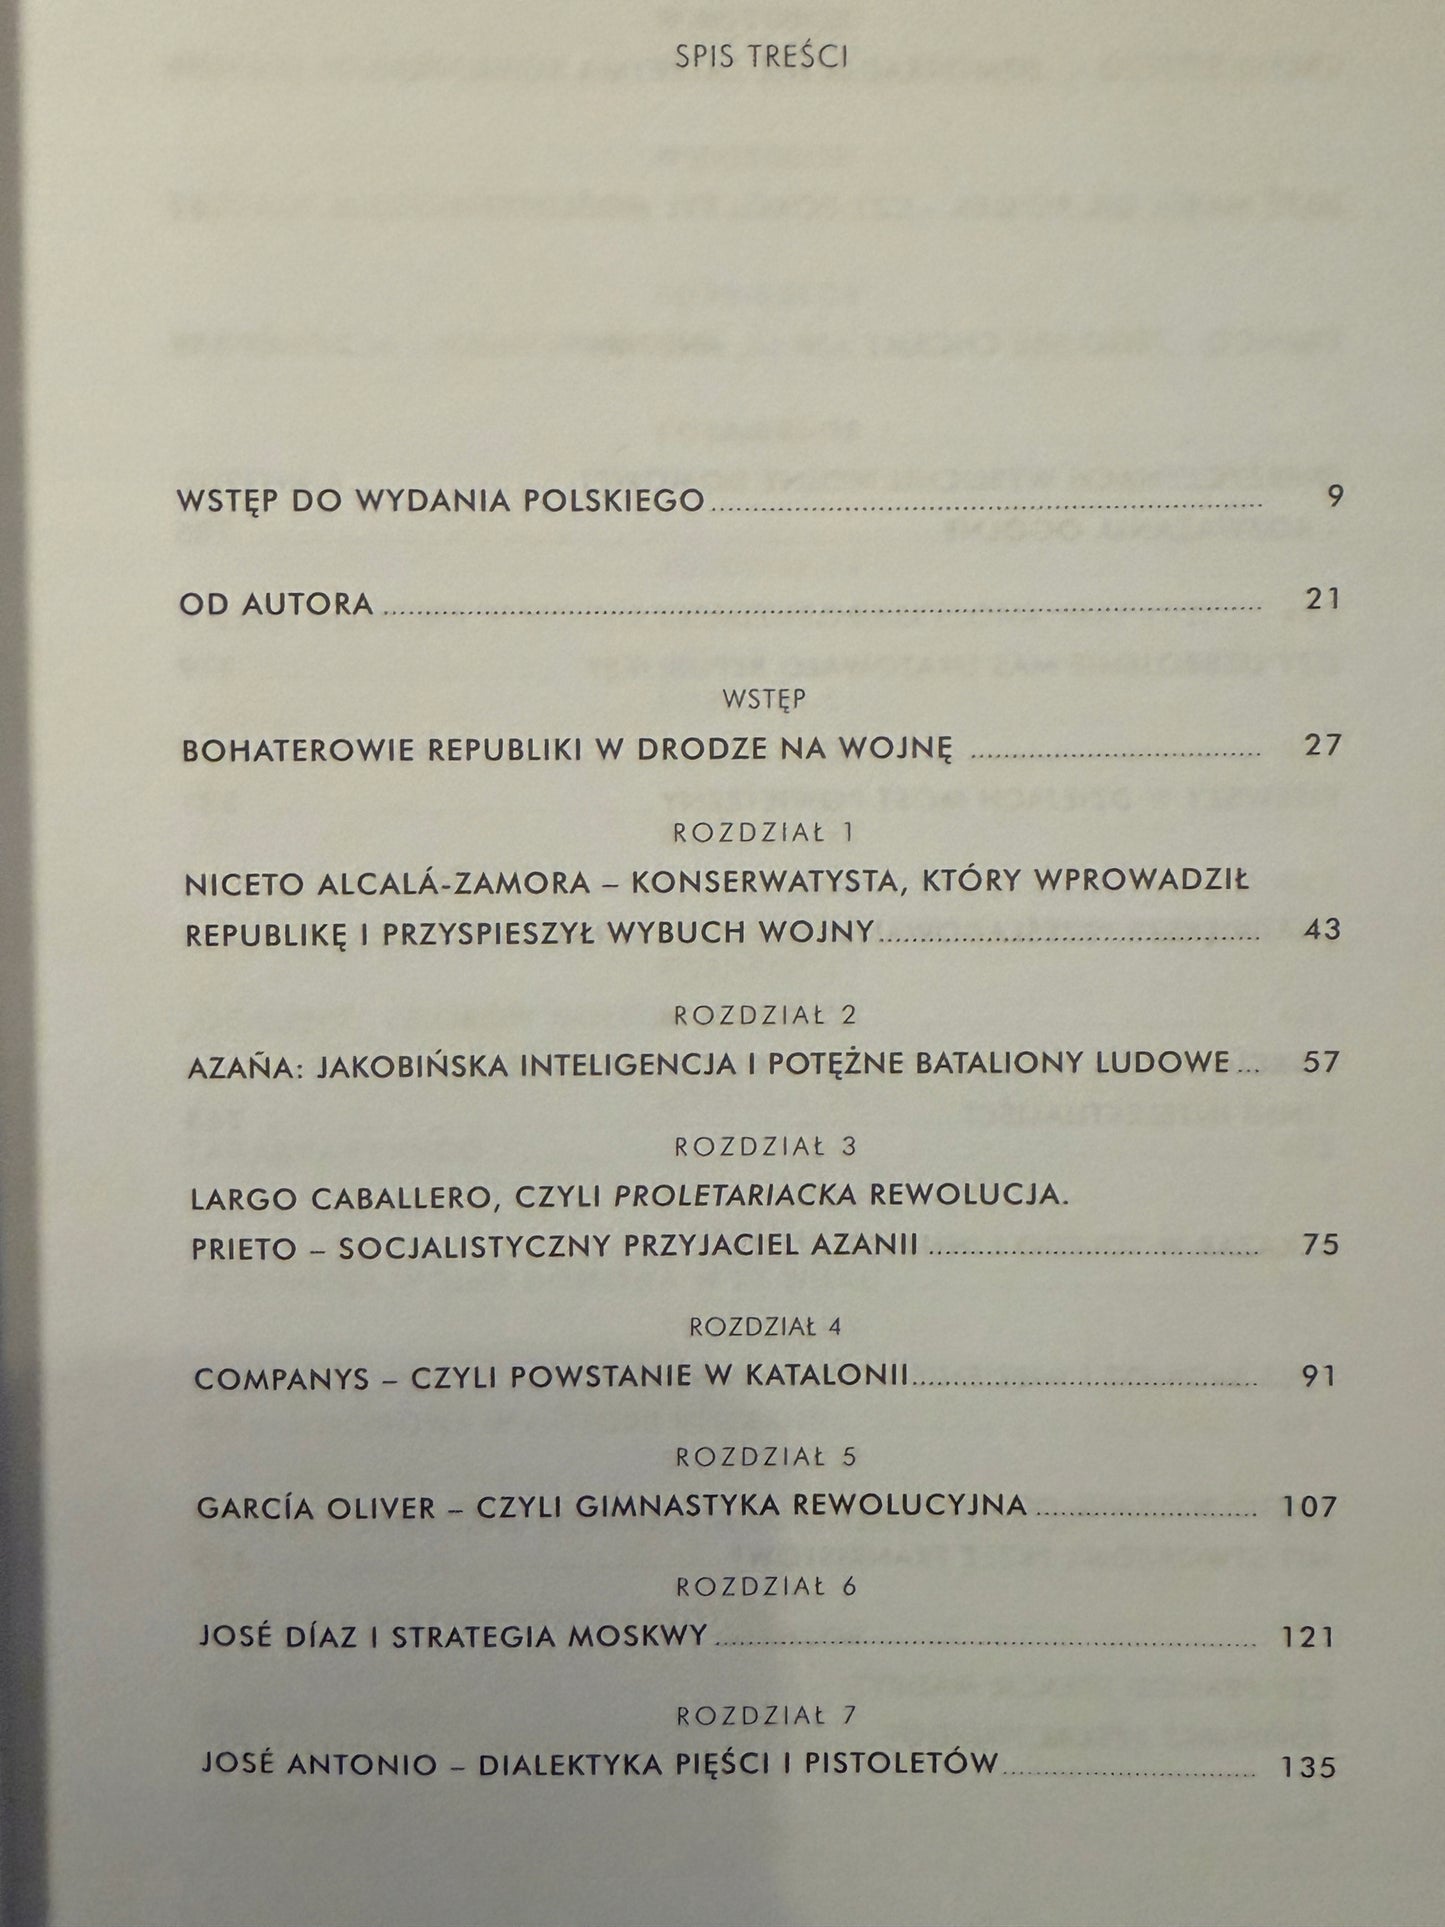 SPIS TREŚCI
WSTĘP DO WYDANIA POLSKIEGO 9
OD AUTORA 21
WSTĘP
BOHATEROWIE REPUBLIKI W DRODZE NA WOJNĘ 27
ROZDZIAŁ 1
NICETO ALCALÁ-ZAMORA – KONSERWATYSTA, KTÓRY WPROWADZIŁ
REPUBLIKĘ I PRZYSPIESZYŁ WYBUCH WOJNY 43
ROZDZIAŁ 2
AZAÑA: JAKOBIŃSKA INTELIGENCJA I POTĘŻNE BATALIONY LUDOWE 57
ROZDZIAŁ 3
LARGO CABALLERO, CZYLI PROLETARIACKA REWOLUCJA.
PRIETO – SOCJALISTYCZNY PRZYJACIEL AZANII 75
ROZDZIAŁ 4
COMPANYS – CZYLI POWSTANIE W KATALONII 91
ROZDZIAŁ 5
GARCÍA OLIVER – CZYLI GIMNASTYKA REWOLUCYJNA 107
ROZDZIAŁ 6
JOSÉ DÍAZ I STRATEGIA MOSKWY 121
ROZDZIAŁ 7
JOSÉ ANTONIO – DIALEKTYKA PIĘŚCI I PISTOLETÓW 135